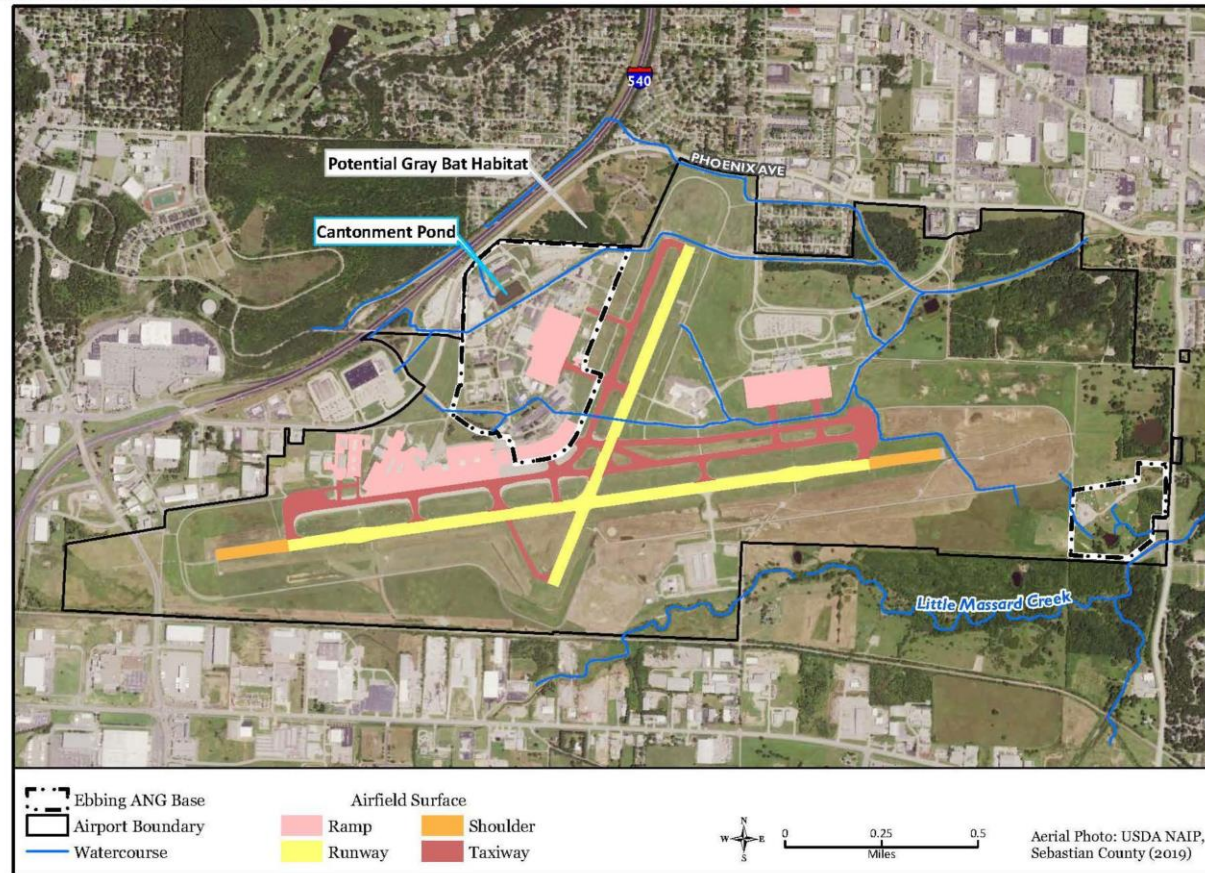 540
Potential Gray Bat Habitat
PHOENIX AVE
Cantonment Pond
Little Massard Creek
Ebbing ANG Base
Airport Boundary
Watercourse
Airfield Surface
Ramp
Runway
Shoulder
Taxiway
N
W E
S
0 0.25 0.5
Miles
Aerial Photo: USDA NAIP,
Sebastian County (2019)